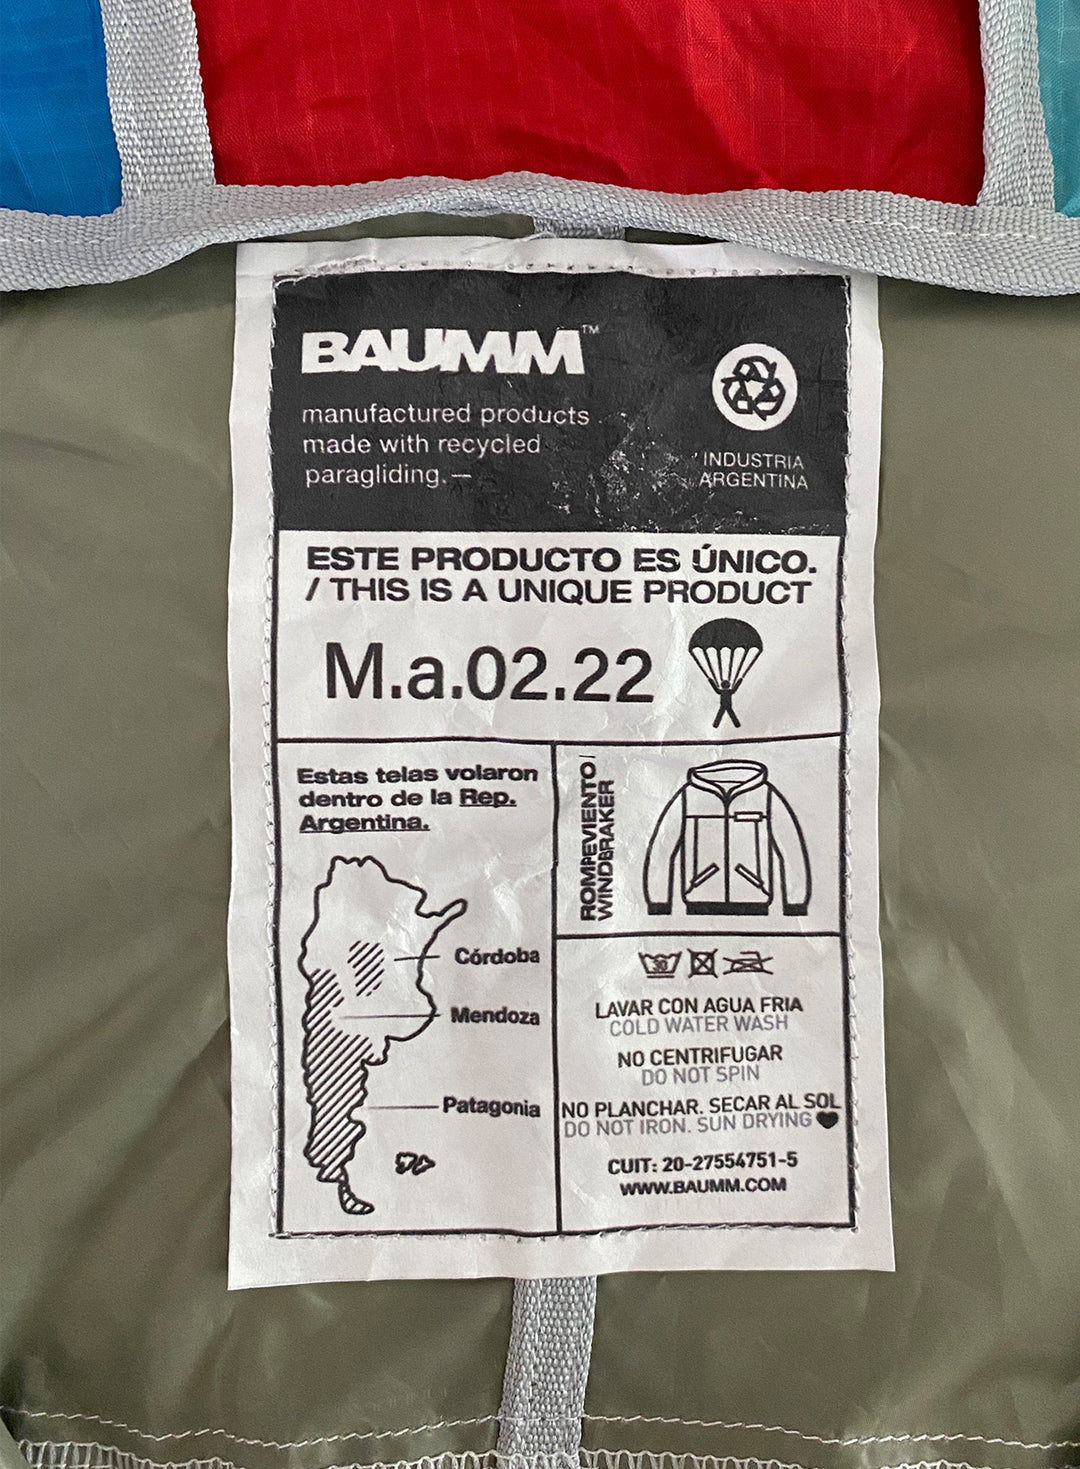 BAUMM™
manufactured products
made with recycled
paragliding.—
INDUSTRIA
ARGENTINA
ESTE PRODUCTO ES ÚNICO.
/ THIS IS A UNIQUE PRODUCT
M.a.02.22
Estas telas volaron
dentro de la Rep.
Argentina.
Córdoba
Mendoza
Patagonia
ROMPEVIENTO/
WINDBRAKER
30
LAVAR CON AGUA FRIA
COLD WATER WASH
NO CENTRIFUGAR
DO NOT SPIN
NO PLANCHAR. SECAR AL SOL
DO NOT IRON. SUN DRYING
CUIT: 20-27554751-5
WWW.BAUMM.COM